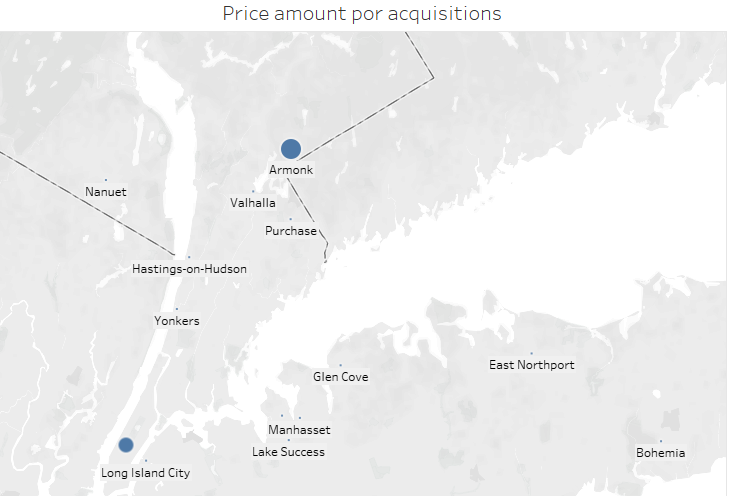 Price amount por acquisitions
Armonk
Nanuet
Valhalla
Purchase
Hastings-on-Hudson
Yonkers
East Northport
Glen Cove
Manhasset
Lake Success
Bohemia
Long Island City